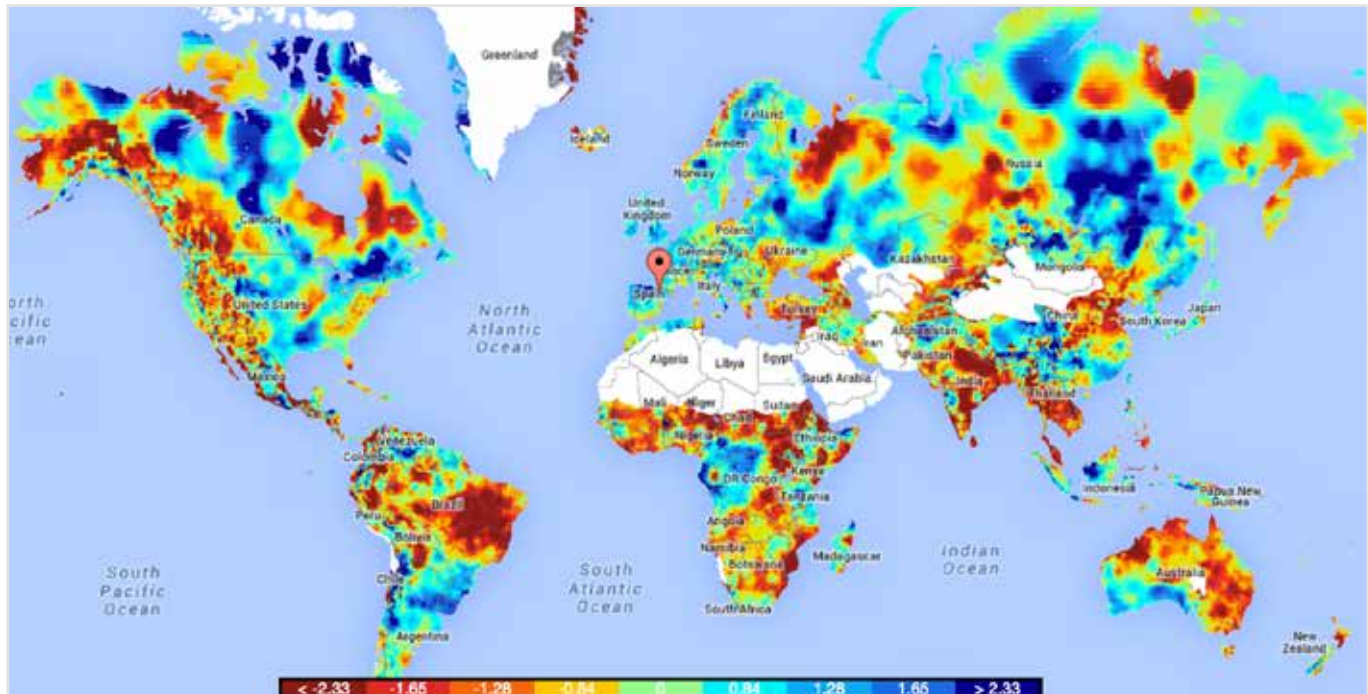 Greenland
Iceland
Finland
Sweden
Norway
Russia
Canada
United
Kingdom
Poland
Germany
Ukraine
Kazakhstan
Mongolia
Spain
Italy
United States
North
Atlantic
Ocean
Turkey
China
Japan
South Korea
Afghanistan
Iraq
Iran
Algeria
Libya
Egypt
Pakistan
Saudi Arabia
Mexico
India
Mali
Niger
Chad
Sudan
Thailand
Nigeria
Ethiopia
Venezuela
Colombia
Kenya
DR Congo
Indonesia
Papua New
Guinea
Tanzania
Brazil
Peru
Angola
Bolivia
Namibia
Botswana
Madagascar
Indian
Ocean
South
Pacific
Ocean
Chile
South
Atlantic
Ocean
Australia
South Africa
Argentina
New
Zealand
< -2.33 -1.65 -1.28 -0.84 0 0.84 1.28 1.65 > 2.33